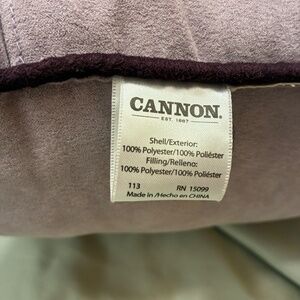 CANNON®
EST. 1887
Shell/Exterior:
100% Polyester/100% Poliéster
Filling/Relleno:
100% Polyester/100% Poliéster
113 RN 15099
Made in /Hecho en CHINA